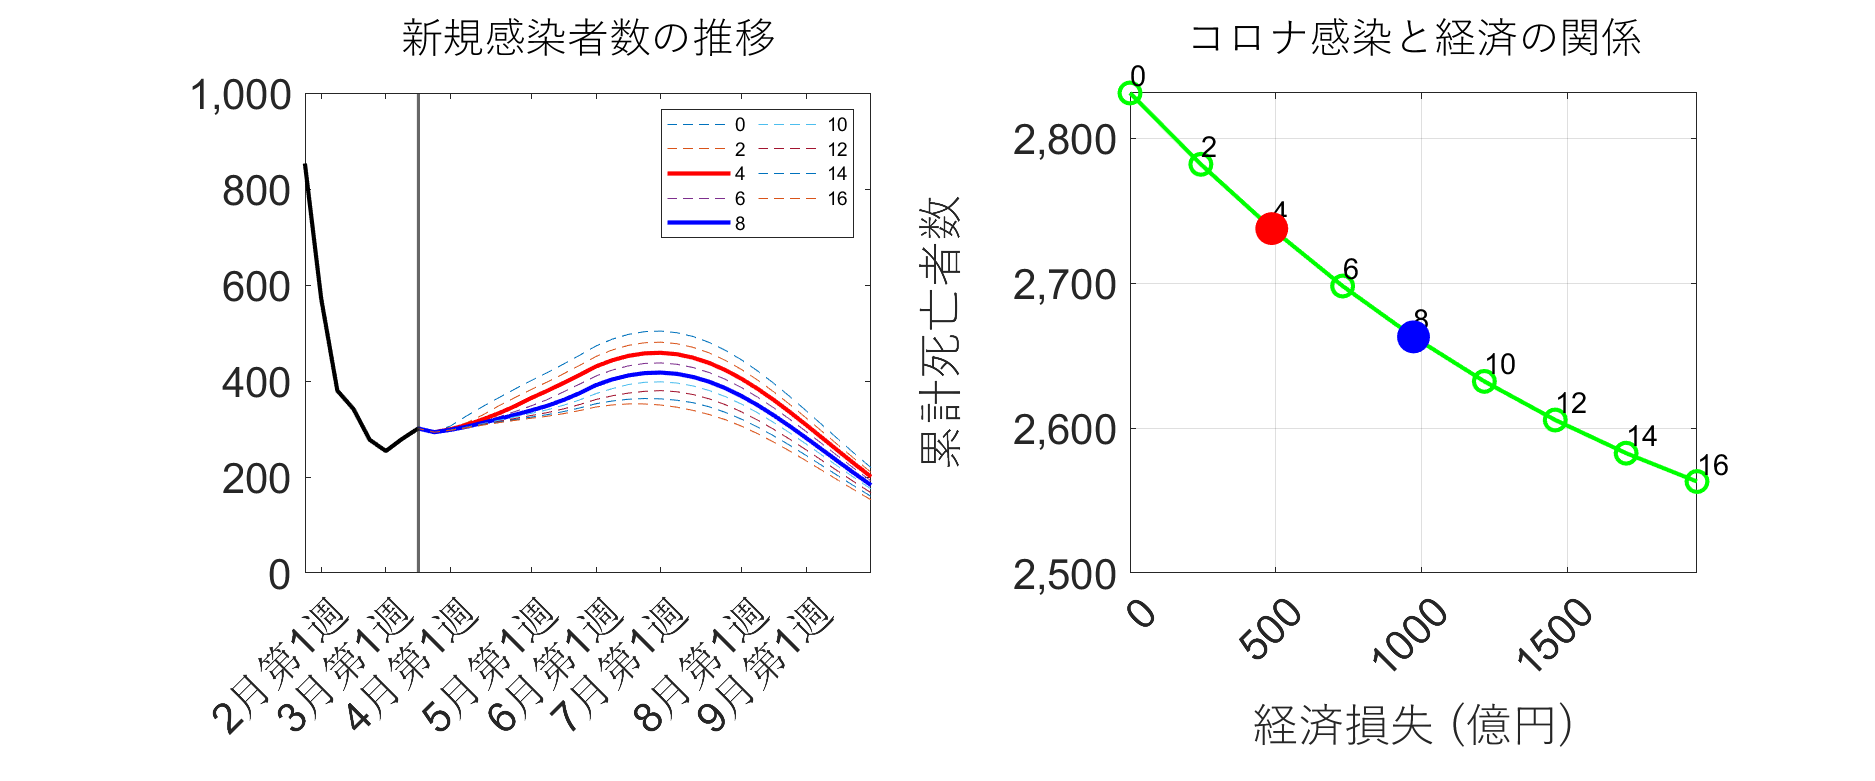 新規感染者数の推移
1,000
800
600
400
200
0
0
2
4
6
8
10
12
14
16
2月第1週
3月第1週
4月第1週
5月第1週
6月第1週
7月第1週
8月第1週
9月第1週
コロナ感染と経済の関係
累計死亡者数
2,800
2,700
2,600
2,500
0
2
4
6
8
10
12
14
16
0
500
1000
1500
経済損失 (億円)